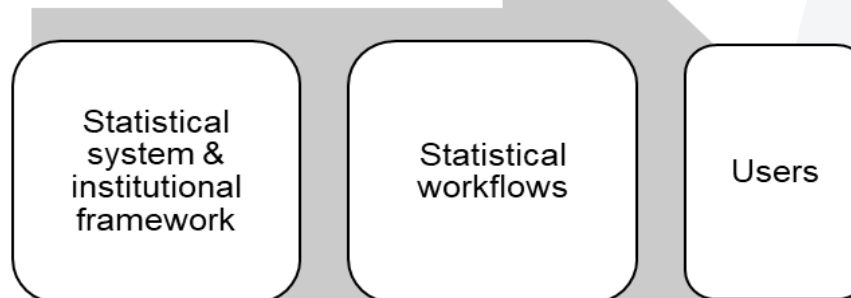 Statistical
system &
institutional
framework
Statistical
workflows
Users